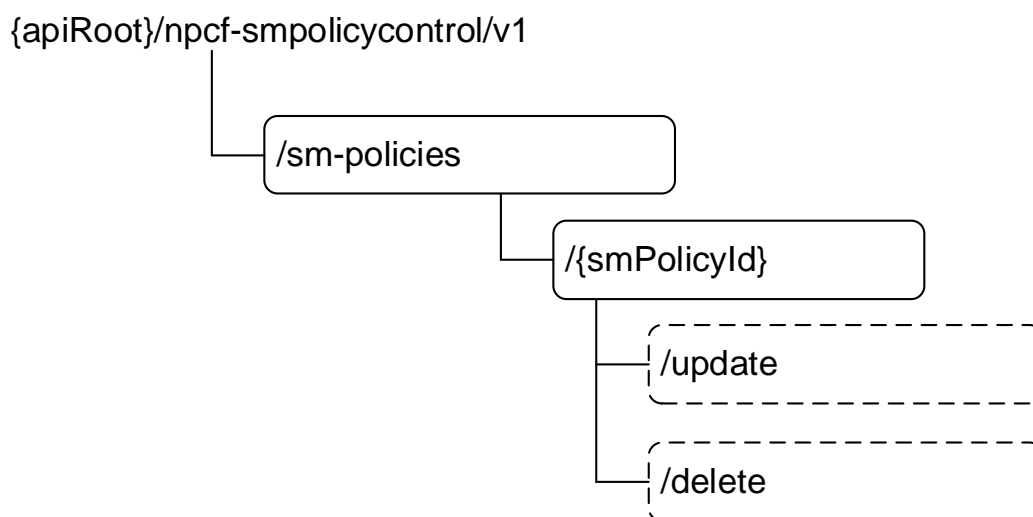 {apiRoot}/npcf-smpolicycontrol/v1
/sm-policies
/{smPolicyId}
/update
/delete